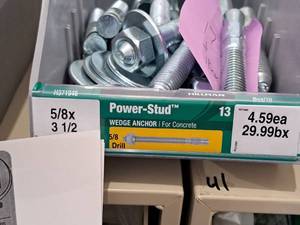 HILLMAN
5/8x
3 1/2
Power-Stud™ 13
WEDGE ANCHOR | For Concrete
5/8
Drill
4.59ea
29.99bx
41